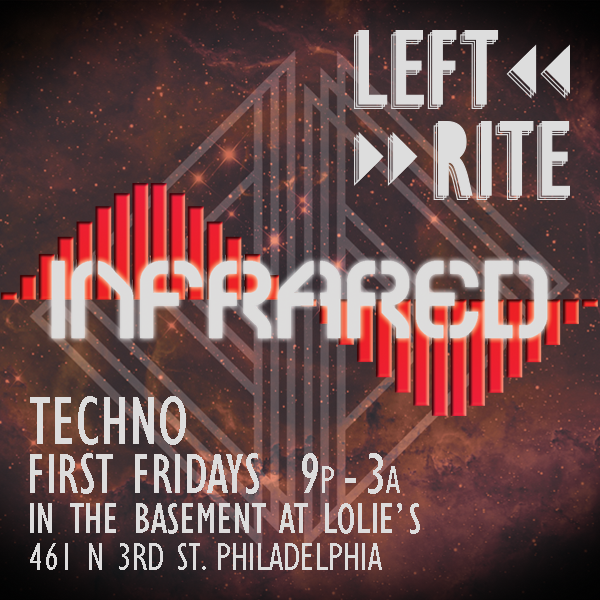 LEFT
RITE
INFRARED
TECHNO
FIRST FRIDAYS 9P - 3A
IN THE BASEMENT AT LOLIE'S
461 N 3RD ST. PHILADELPHIA